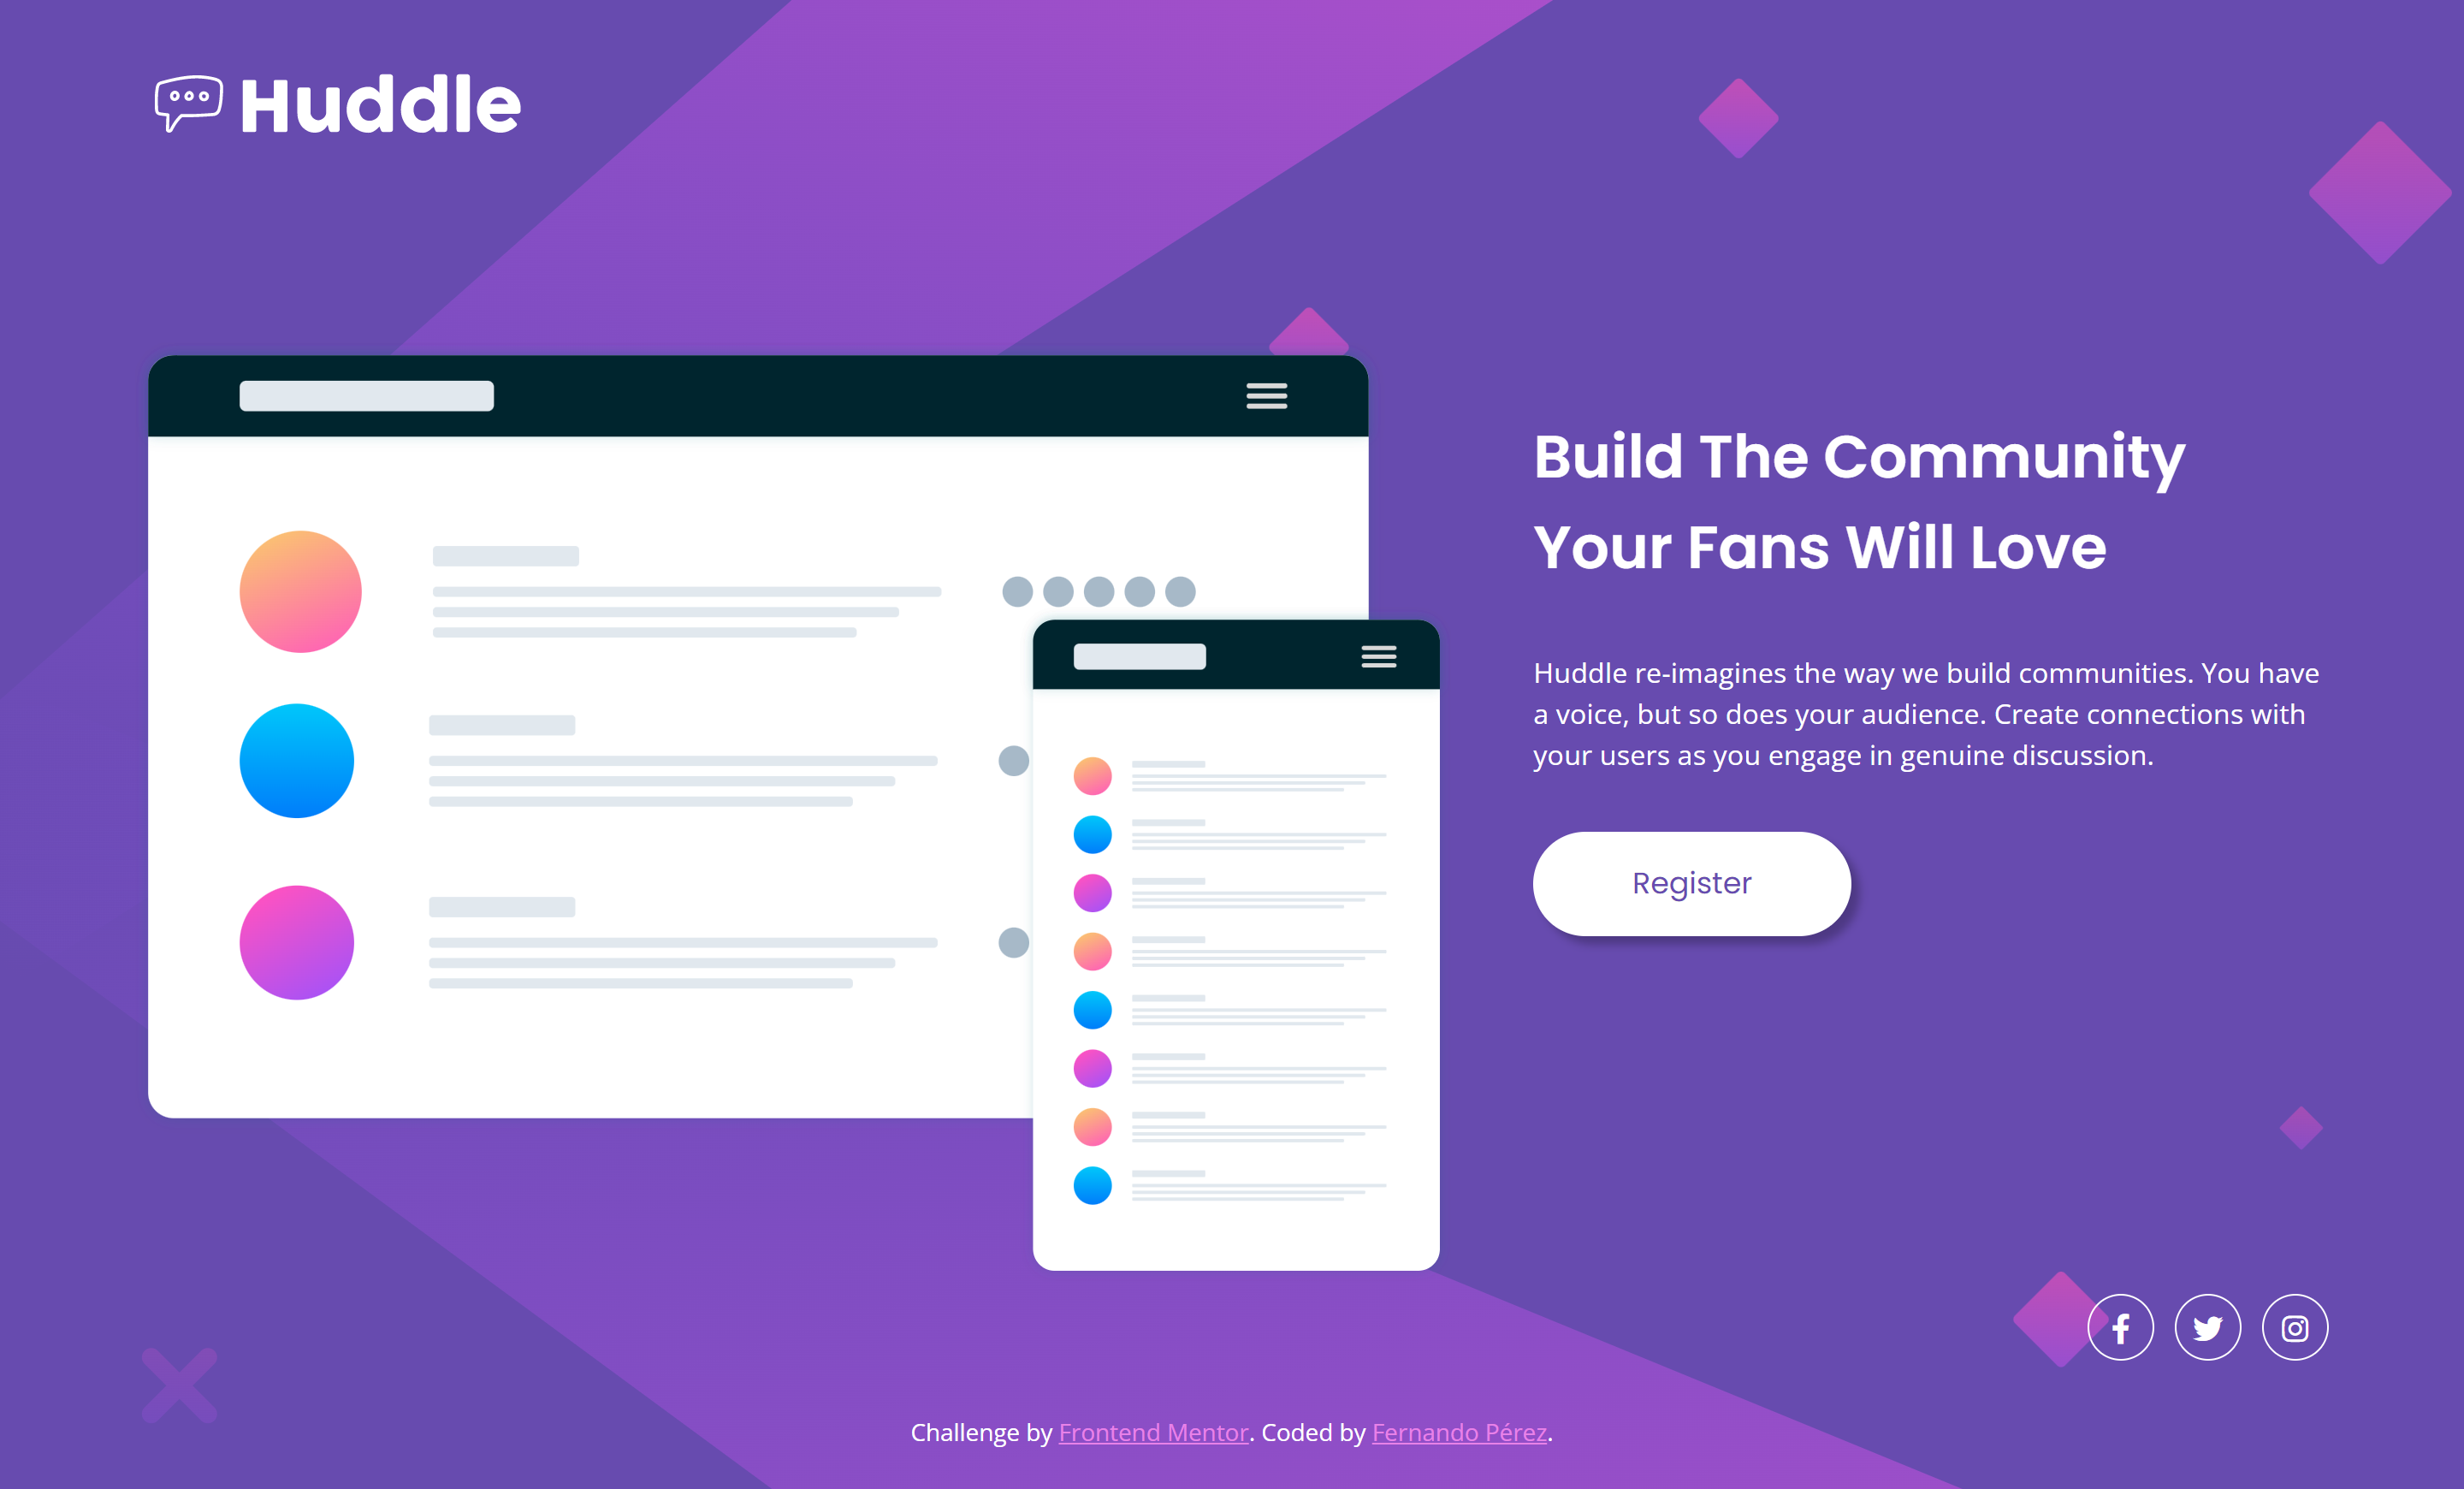 Huddle
Build The Community
Your Fans Will Love
Huddle re-imagines the way we build communities. You have
a voice, but so does your audience. Create connections with
your users as you engage in genuine discussion.
Register
Challenge by Frontend Mentor. Coded by Fernando Pérez.